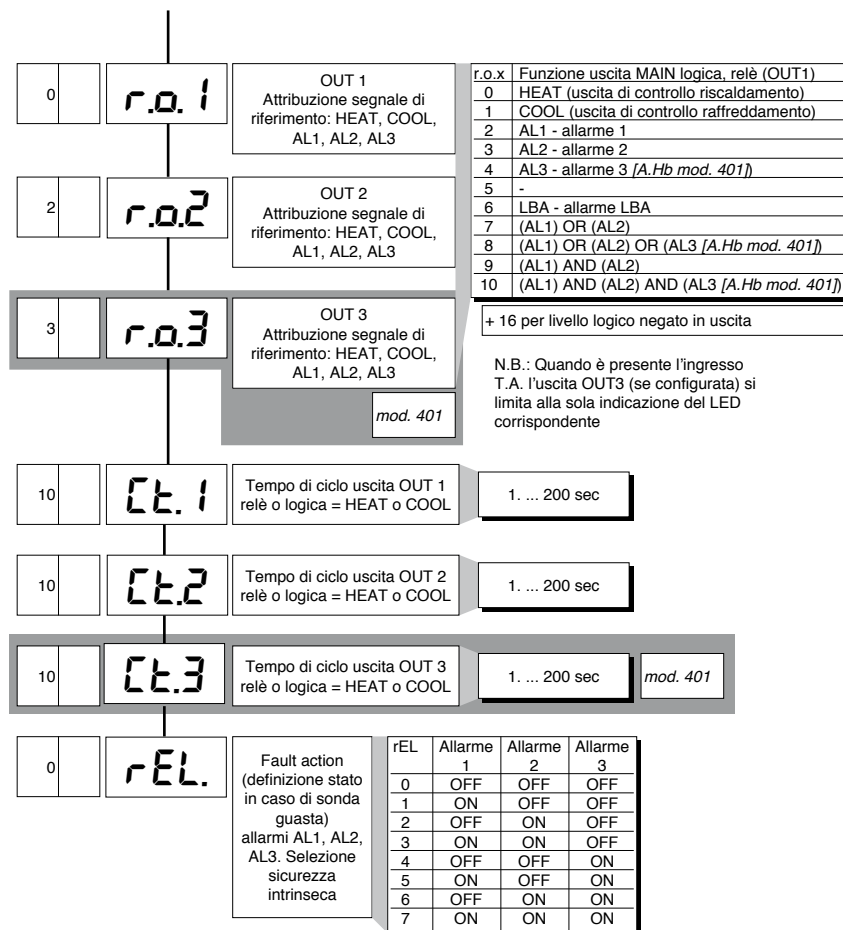 0
r.o.1
OUT 1
Attribuzione segnale di
riferimento: HEAT, COOL,
AL1, AL2, AL3
r.o.x Funzione uscita MAIN logica, relè (OUT1)
0 HEAT (uscita di controllo riscaldamento)
1 COOL (uscita di controllo raffreddamento)
2 AL1 - allarme 1
3 AL2 - allarme 2
4 AL3 - allarme 3 [A.Hb mod. 401])
5 -
6 LBA - allarme LBA
7 (AL1) OR (AL2)
8 (AL1) OR (AL2) OR (AL3 [A.Hb mod. 401])
9 (AL1) AND (AL2)
10 (AL1) AND (AL2) AND (AL3 [A.Hb mod. 401])
+ 16 per livello logico negato in uscita
N.B.: Quando è presente l'ingresso
T.A. l'uscita OUT3 (se configurata) si
limita alla sola indicazione del LED
corrispondente
2
r.o.2
OUT 2
Attribuzione segnale di
riferimento: HEAT, COOL,
AL1, AL2, AL3
3
r.o.3
OUT 3
Attribuzione segnale di
riferimento: HEAT, COOL,
AL1, AL2, AL3
mod. 401
10
Ct.1
Tempo di ciclo uscita OUT 1
relè o logica = HEAT o COOL
1. ... 200 sec
10
Ct.2
Tempo di ciclo uscita OUT 2
relè o logica = HEAT o COOL
1. ... 200 sec
10
Ct.3
Tempo di ciclo uscita OUT 3
relè o logica = HEAT o COOL
1. ... 200 sec
mod. 401
0
rEL.
Fault action
(definizione stato
in caso di sonda
guasta)
allarmi AL1, AL2,
AL3. Selezione
sicurezza
intrinseca
rEL Allarme Allarme Allarme
1 2 3
0 OFF OFF OFF
1 ON OFF OFF
2 OFF ON OFF
3 ON ON OFF
4 OFF OFF ON
5 ON OFF ON
6 OFF ON ON
7 ON ON ON